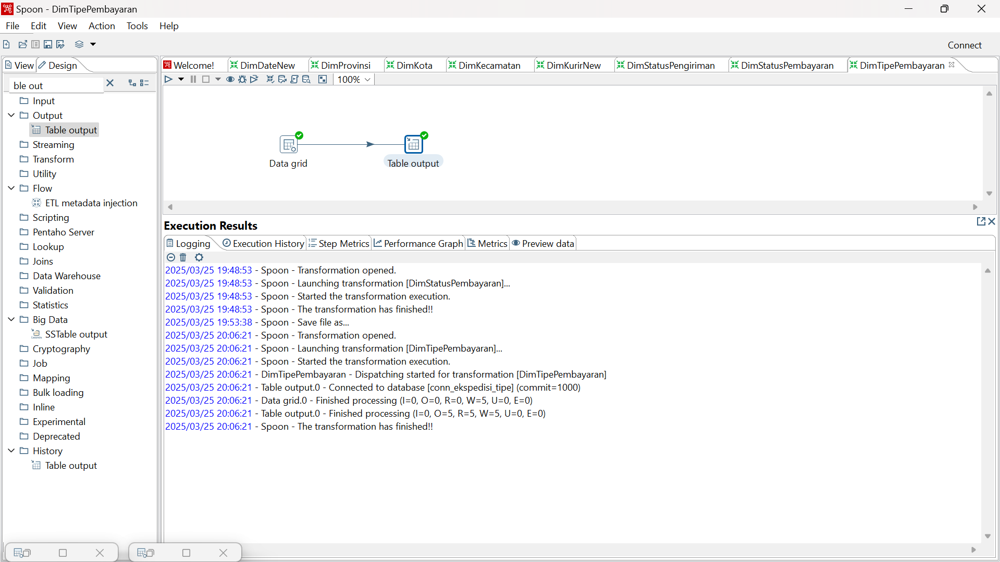 Spoon - DimTipePembayaran
File Edit View Action Tools Help
Connect
View Design
ble out
Input
Output
Table output
Streaming
Transform
Utility
Flow
ETL metadata injection
Scripting
Pentaho Server
Lookup
Joins
Data Warehouse
Validation
Statistics
Big Data
SSTable output
Cryptography
Job
Mapping
Bulk loading
Inline
Experimental
Deprecated
History
Table output
Welcome! DimDateNew DimProvinsi DimKota DimKecamatan DimKurirNew DimStatusPengiriman DimStatusPembayaran DimTipePembayaran
100%
Data grid Table output
Execution Results
Logging Execution History Step Metrics Performance Graph Metrics Preview data
2025/03/25 19:48:53 - Spoon - Transformation opened.
2025/03/25 19:48:53 - Spoon - Launching transformation [DimStatusPembayaran]...
2025/03/25 19:48:53 - Spoon - Started the transformation execution.
2025/03/25 19:48:53 - Spoon - The transformation has finished!!
2025/03/25 19:53:38 - Spoon - Save file as...
2025/03/25 20:06:21 - Spoon - Transformation opened.
2025/03/25 20:06:21 - Spoon - Launching transformation [DimTipePembayaran]...
2025/03/25 20:06:21 - Spoon - Started the transformation execution.
2025/03/25 20:06:21 - DimTipePembayaran - Dispatching started for transformation [DimTipePembayaran]
2025/03/25 20:06:21 - Table output.0 - Connected to database [conn_ekspedisi_tipe] (commit=1000)
2025/03/25 20:06:21 - Data grid.0 - Finished processing (I=0, O=0, R=0, W=5, U=0, E=0)
2025/03/25 20:06:21 - Table output.0 - Finished processing (I=0, O=5, R=5, W=5, U=0, E=0)
2025/03/25 20:06:21 - Spoon - The transformation has finished!!